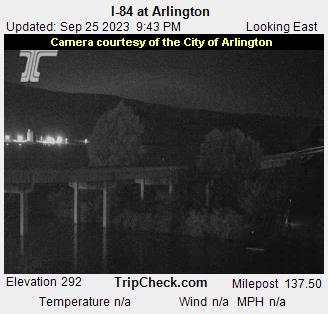 I-84 at Arlington
Updated: Sep 25 2023 9:43 PM Looking East
Camera courtesy of the City of Arlington
Elevation 292 TripCheck.com Milepost 137.50
Temperature n/a Wind n/a MPH n/a